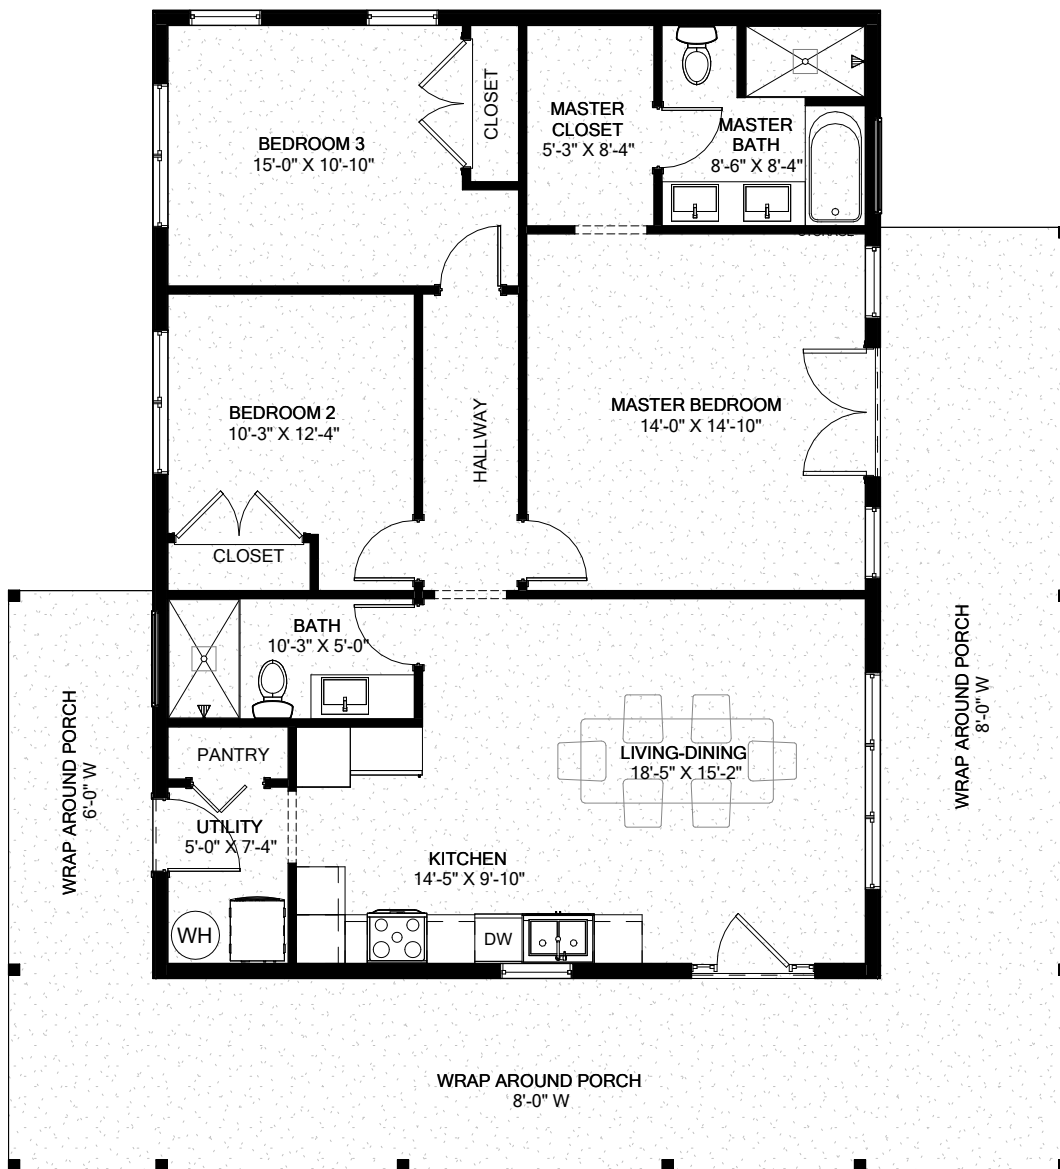 BEDROOM 3
15'-0" X 10'-10"
CLOSET
MASTER
CLOSET
5'-3" X 8'-4"
MASTER
BATH
8'-6" X 8'-4"
BEDROOM 2
10'-3" X 12'-4"
CLOSET
HALLWAY
MASTER BEDROOM
14'-0" X 14'-10"
BATH
10'-3" X 5'-0"
PANTRY
UTILITY
5'-0" X 7'-4"
WH
KITCHEN
14'-5" X 9'-10"
DW
LIVING-DINING
18'-5" X 15'-2"
WRAP AROUND PORCH
6'-0" W
WRAP AROUND PORCH
8'-0" W
WRAP AROUND PORCH
8'-0" W